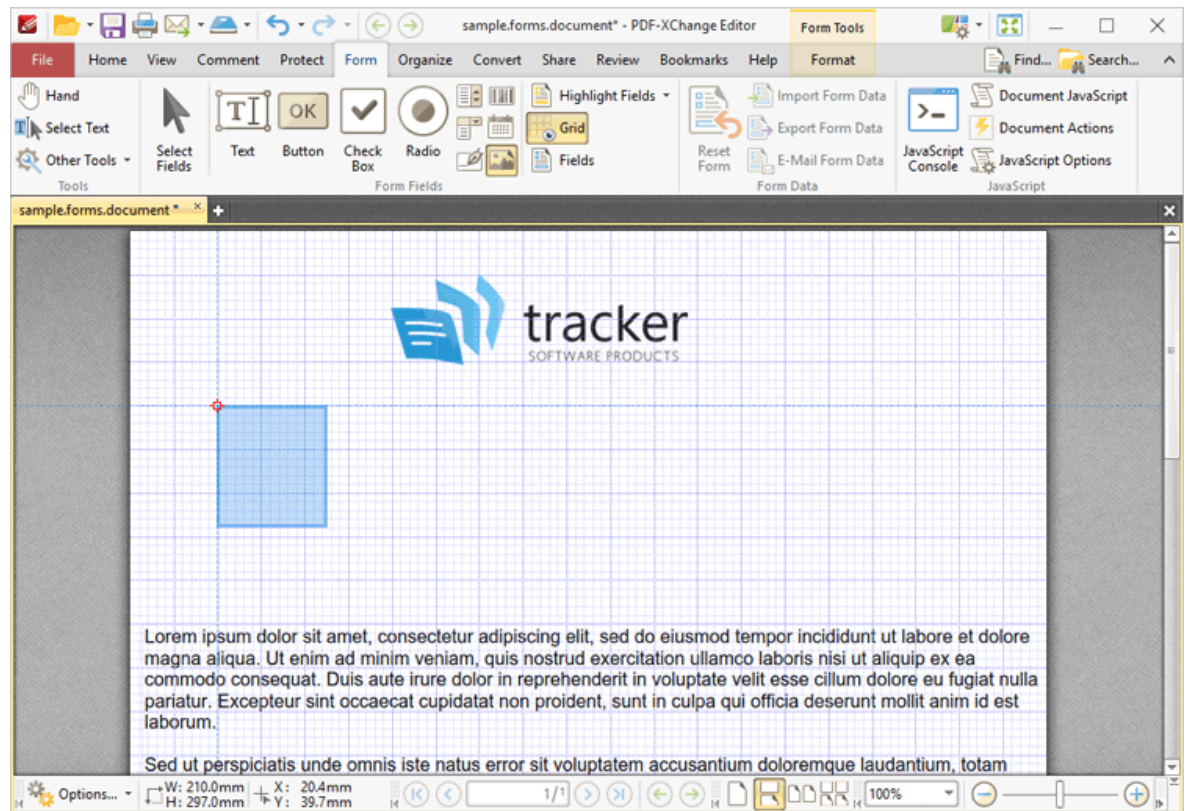 sample.forms.document* - PDF-XChange Editor
Form Tools
File Home View Comment Protect Form Organize Convert Share Review Bookmarks Help Format Find... Search...
Hand
Select Text
Other Tools
Tools
Select Fields
Text
OK
Button
Check Box
Radio
Form Fields
Highlight Fields
Grid
Fields
Reset Form
Import Form Data
Export Form Data
E-Mail Form Data
Form Data
JavaScript Console
Document JavaScript
Document Actions
JavaScript Options
JavaScript
sample.forms.document *
tracker
SOFTWARE PRODUCTS
Lorem ipsum dolor sit amet, consectetur adipiscing elit, sed do eiusmod tempor incididunt ut labore et dolore
magna aliqua. Ut enim ad minim veniam, quis nostrud exercitation ullamco laboris nisi ut aliquip ex ea
commodo consequat. Duis aute irure dolor in reprehenderit in voluptate velit esse cillum dolore eu fugiat nulla
pariatur. Excepteur sint occaecat cupidatat non proident, sunt in culpa qui officia deserunt mollit anim id est
laborum.
Sed ut perspiciatis unde omnis iste natus error sit voluptatem accusantium doloremque laudantium, totam
Options...
W: 210.0mm
H: 297.0mm
X: 20.4mm
Y: 39.7mm
1/1
100%